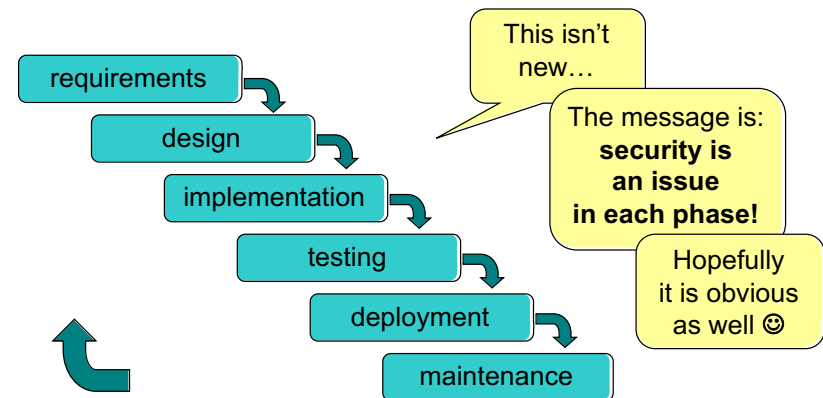 This isn’t
new…
requirements
design
implementation
testing
deployment
maintenance
The message is:
security is
an issue
in each phase!
Hopefully
it is obvious
as well ☺